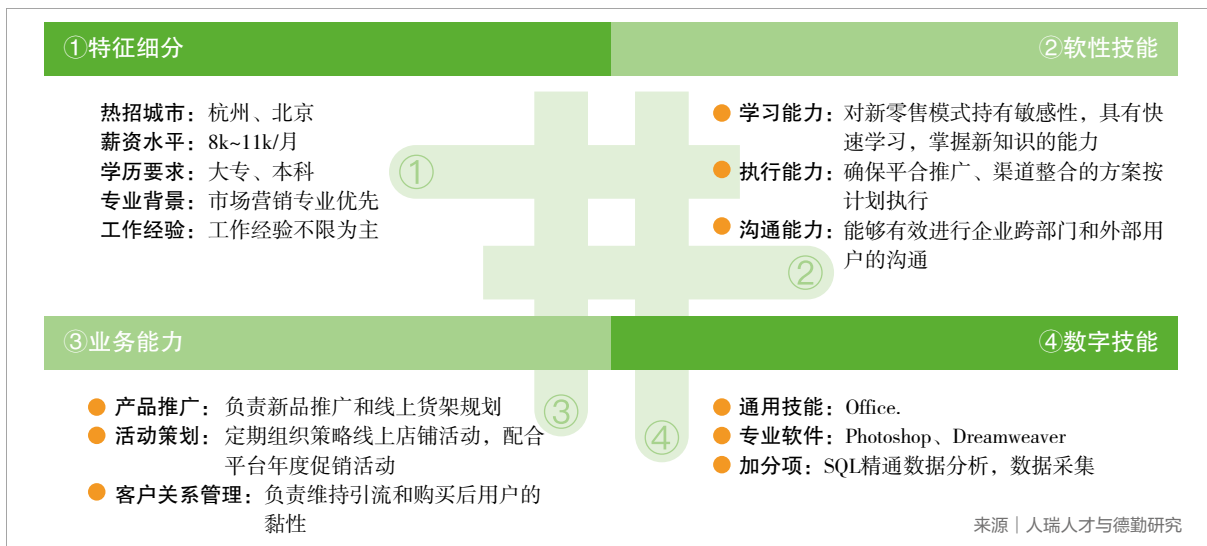 ①特征细分
②软性技能
热招城市：杭州、北京
薪资水平：8k~11k/月
学历要求：大专、本科
专业背景：市场营销专业优先
工作经验：工作经验不限为主
①
学习能力：对新零售模式持有敏感性，具有快
速学习，掌握新知识的能力
执行能力：确保平合推广、渠道整合的方案按
计划执行
沟通能力：能够有效进行企业跨部门和外部用
户的沟通
②
③业务能力
④数字技能
产品推广：负责新品推广和线上货架规划
活动策划：定期组织策略线上店铺活动，配合
平台年度促销活动
客户关系管理：负责维持引流和购买后用户的
黏性
③
④
通用技能：Office.
专业软件：Photoshop、Dreamweaver
加分项：SQL精通数据分析，数据采集
来源｜人瑞人才与德勤研究